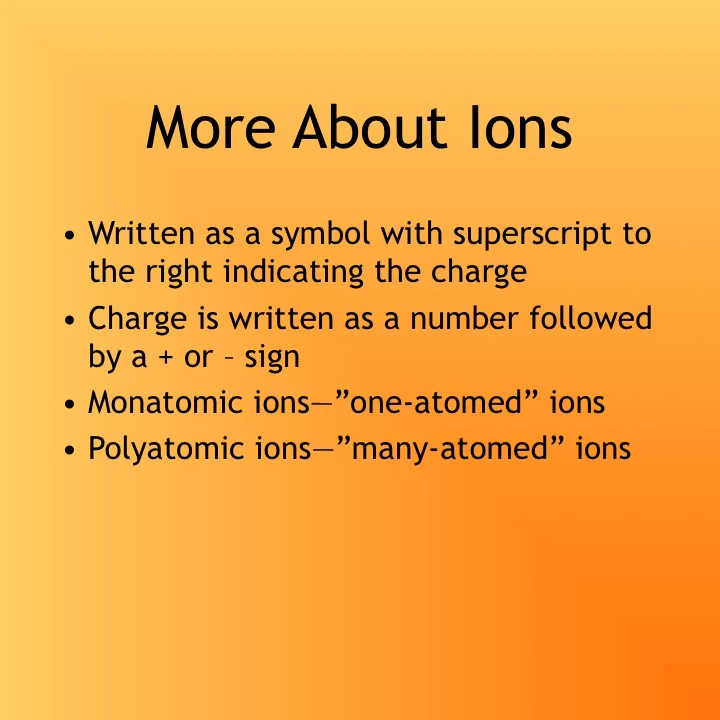 More About Ions
• Written as a symbol with superscript to
the right indicating the charge
• Charge is written as a number followed
by a + or – sign
• Monatomic ions—”one-atomed” ions
• Polyatomic ions—”many-atomed” ions